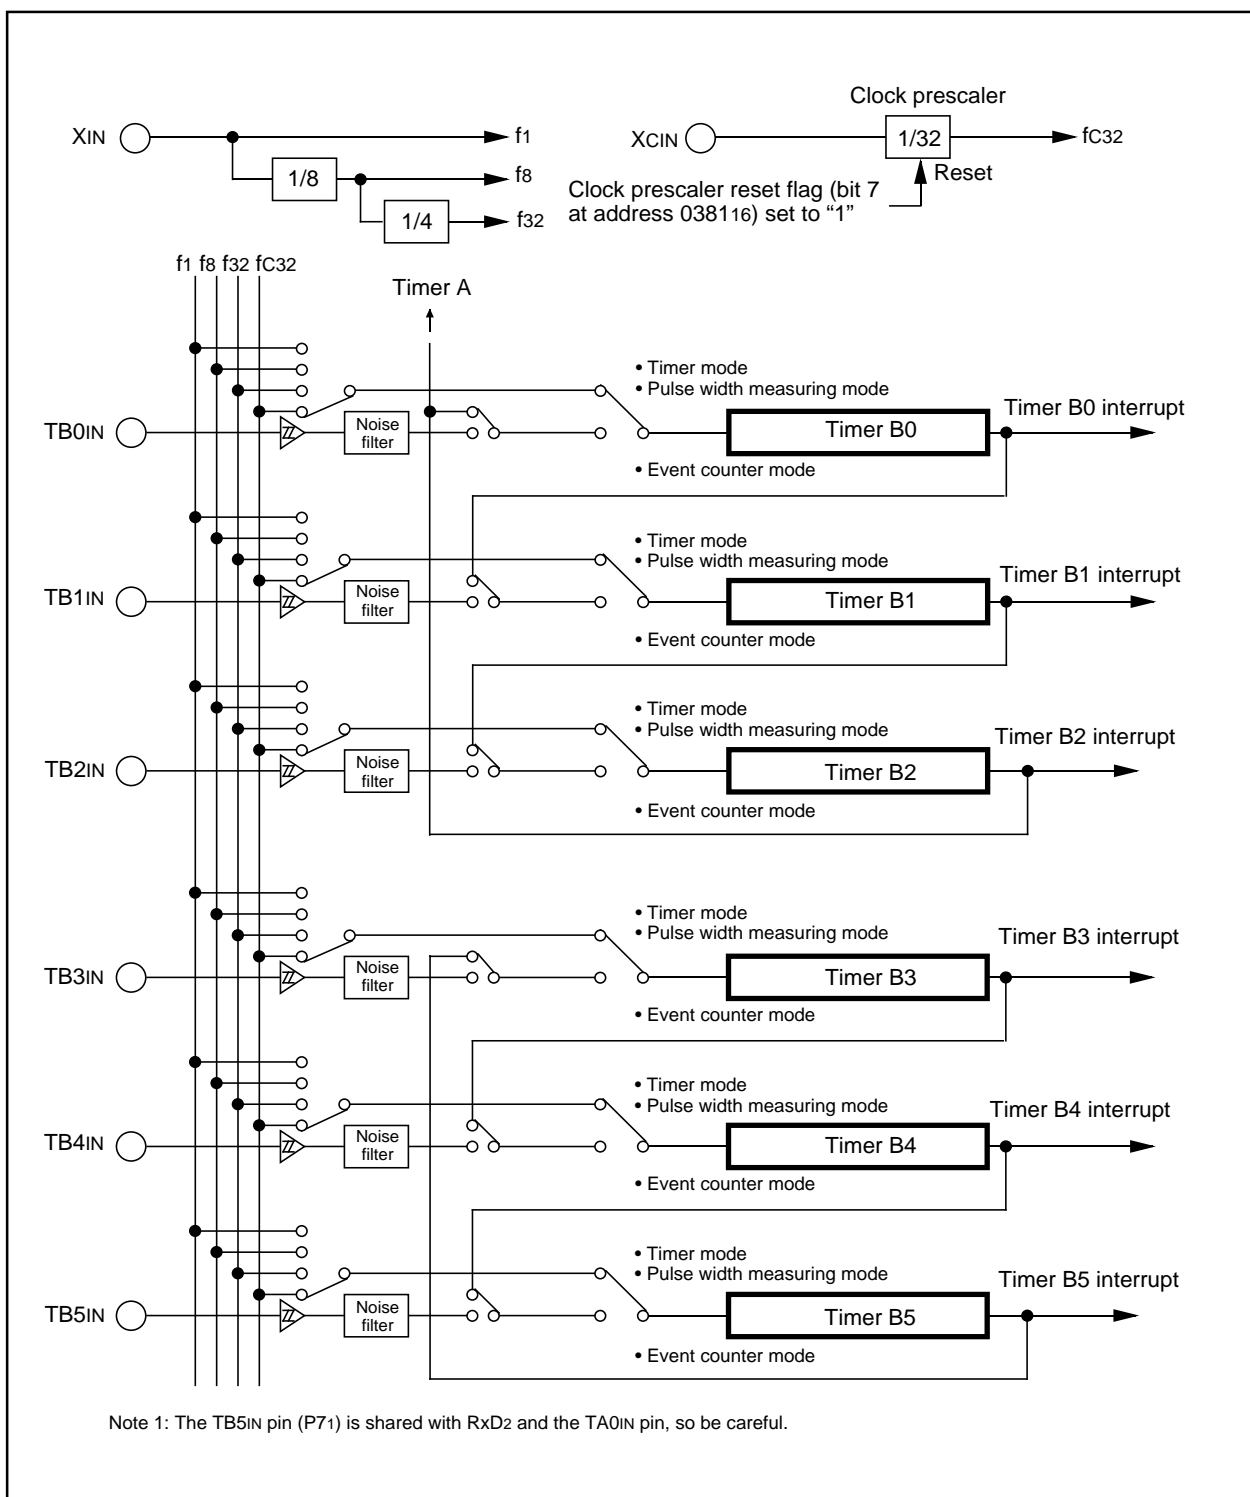 Clock prescaler
XIN
f1
XCIN
1/32
fC32
1/8
f8
Reset
Clock prescaler reset flag (bit 7
at address 038116) set to “1”
1/4
f32
f1 f8 f32 fC32
Timer A
• Timer mode
• Pulse width measuring mode
TB0IN
Noise
filter
Timer B0
Timer B0 interrupt
• Event counter mode
• Timer mode
• Pulse width measuring mode
TB1IN
Noise
filter
Timer B1
Timer B1 interrupt
• Event counter mode
• Timer mode
• Pulse width measuring mode
TB2IN
Noise
filter
Timer B2
Timer B2 interrupt
• Event counter mode
• Timer mode
• Pulse width measuring mode
TB3IN
Noise
filter
Timer B3
Timer B3 interrupt
• Event counter mode
• Timer mode
• Pulse width measuring mode
TB4IN
Noise
filter
Timer B4
Timer B4 interrupt
• Event counter mode
• Timer mode
• Pulse width measuring mode
TB5IN
Noise
filter
Timer B5
Timer B5 interrupt
• Event counter mode
Note 1: The TB5IN pin (P71) is shared with RxD2 and the TA0IN pin, so be careful.